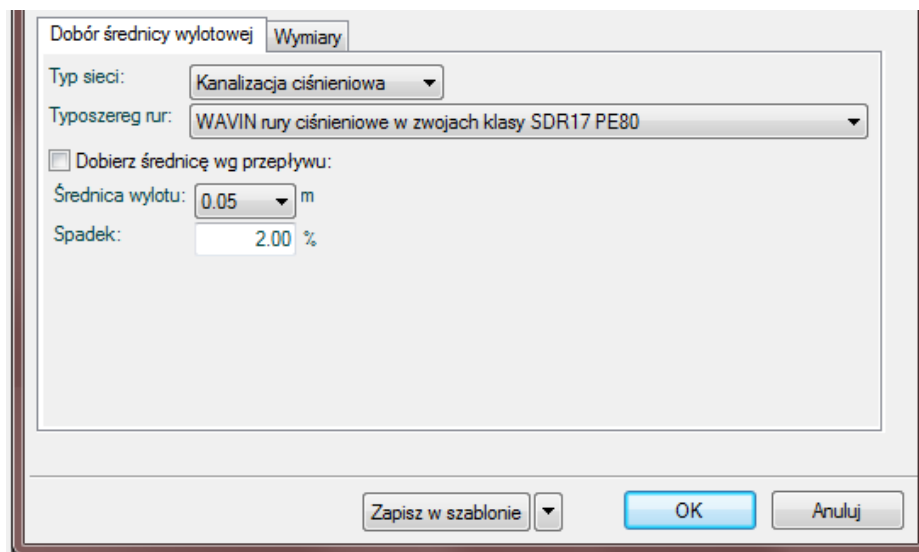 Dobór średnicy wylotowej Wymiary
Typ sieci: Kanalizacja ciśnieniowa
Typoszereg rur: WAVIN rury ciśnieniowe w zwojach klasy SDR17 PE80
Dobierz średnicę wg przepływu:
Średnica wylotu: 0.05 m
Spadek: 2.00 %
Zapisz w szablonie OK Anuluj